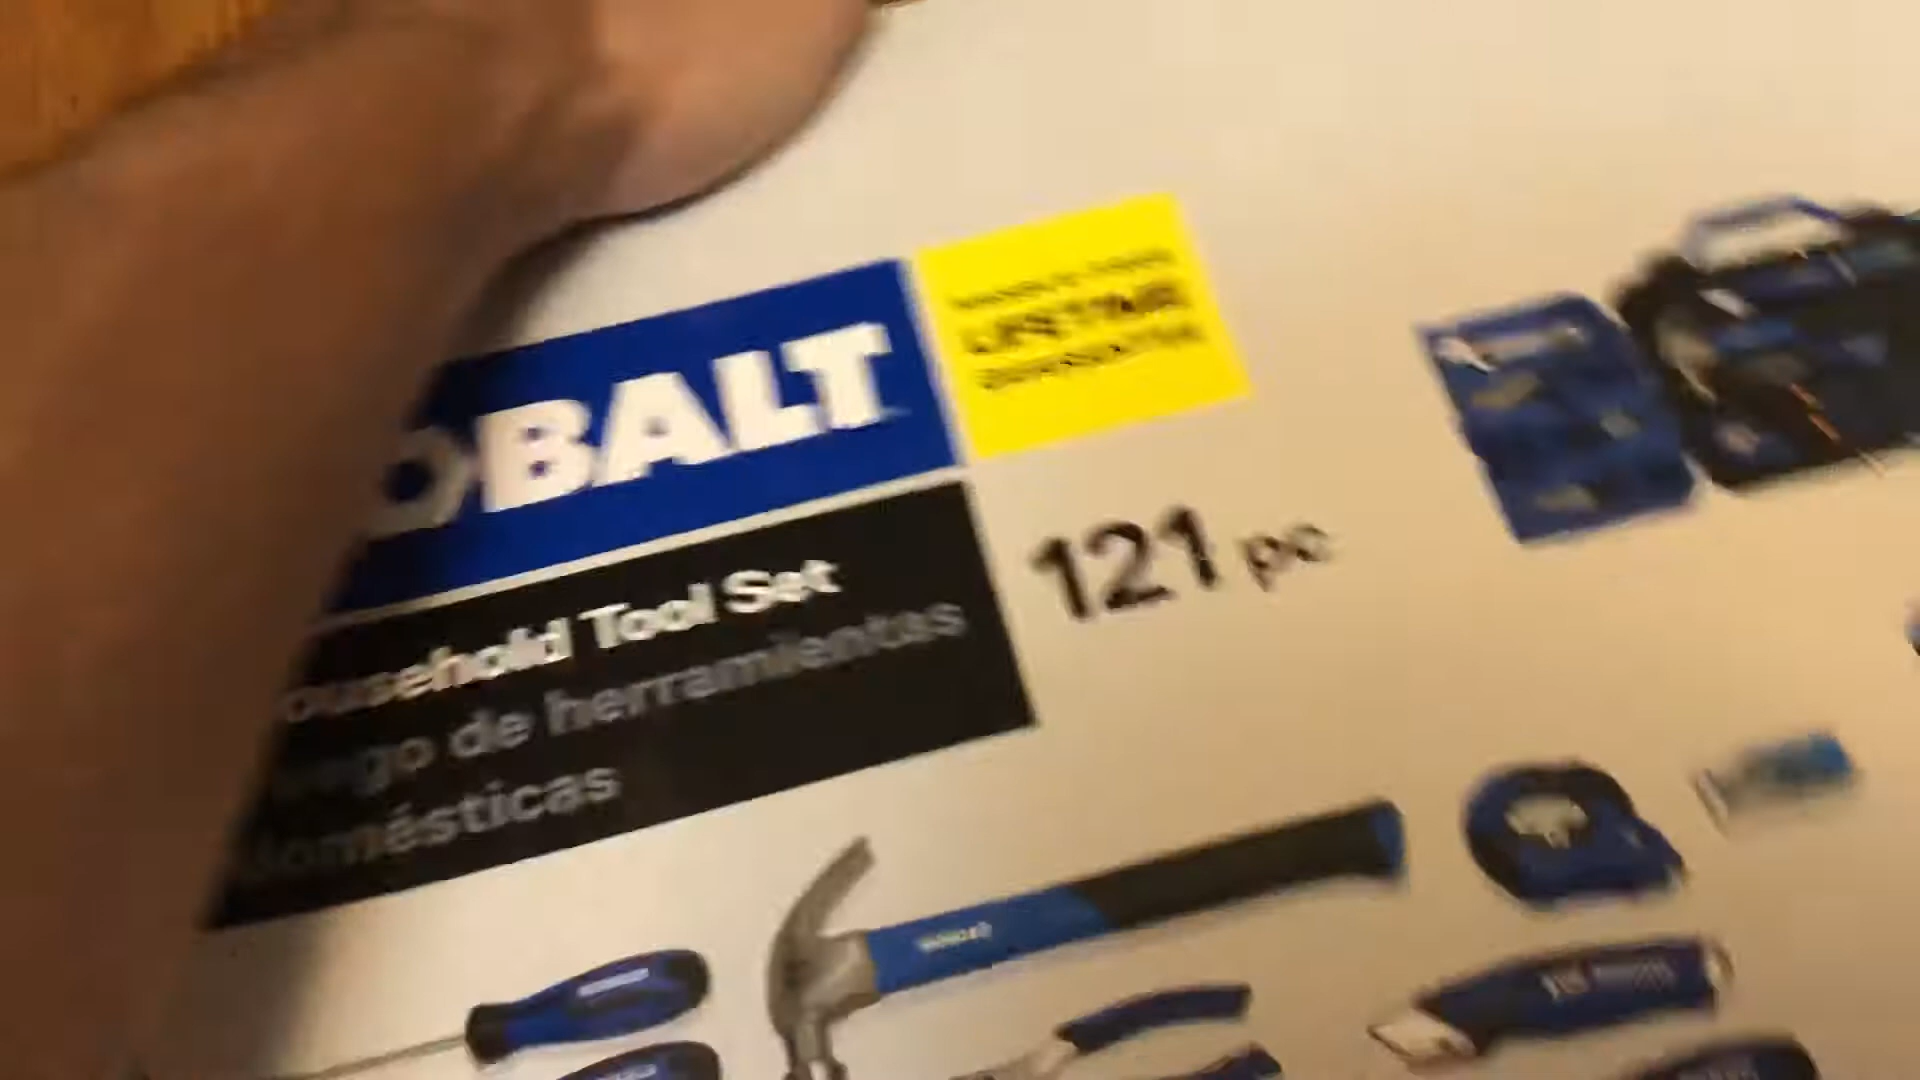 OBALT
LIFETIME
121 pc
ousehold Tool Set
uego de herramientas
domésticas